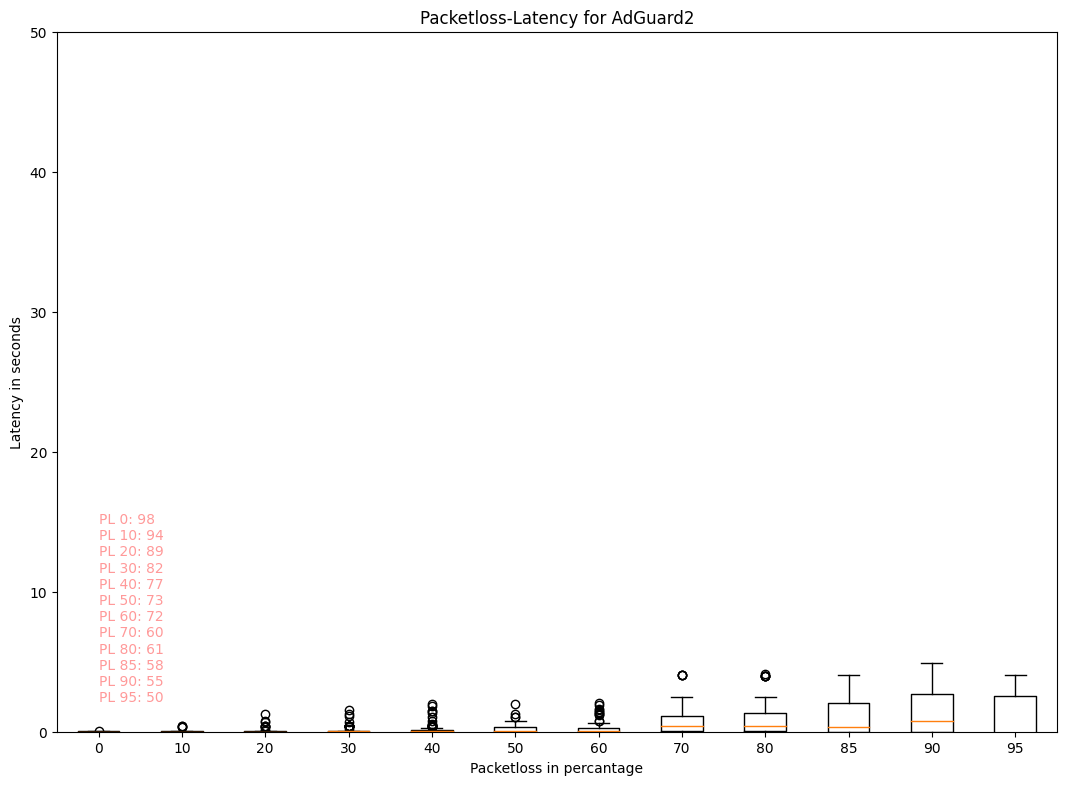 Packetloss-Latency for AdGuard2
50
40
30
20
10
0
Latency in seconds
PL 0: 98
PL 10: 94
PL 20: 89
PL 30: 82
PL 40: 77
PL 50: 73
PL 60: 72
PL 70: 60
PL 80: 61
PL 85: 58
PL 90: 55
PL 95: 50
0 10 20 30 40 50 60 70 80 85 90 95
Packetloss in percantage